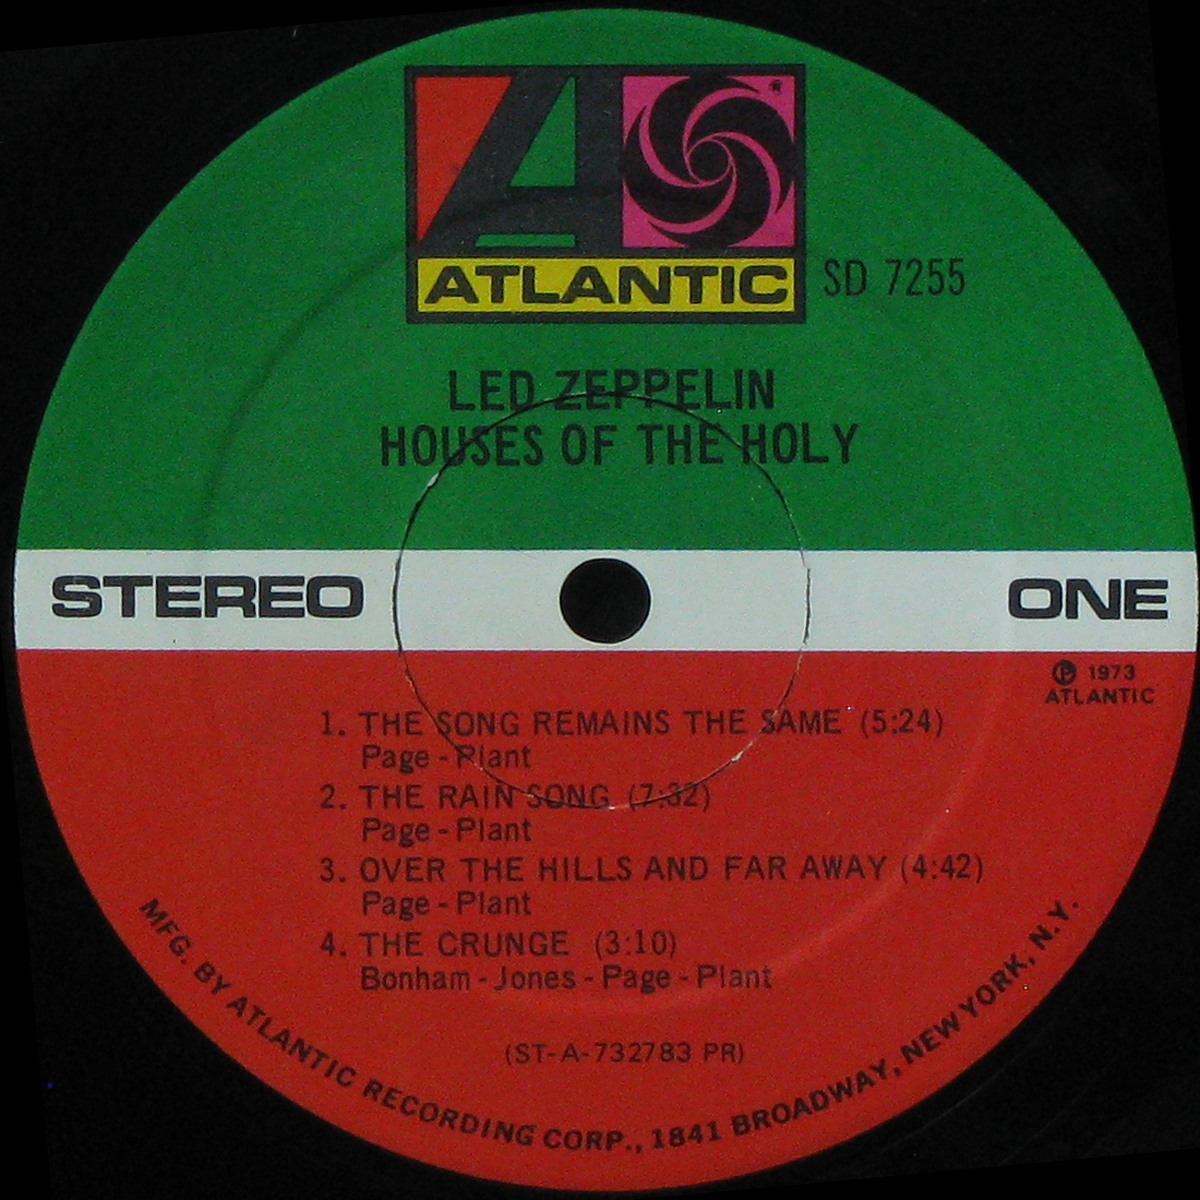 ATLANTIC
SD 7255
LED ZEPPELIN
HOUSES OF THE HOLY
STEREO
ONE
℗ 1973
ATLANTIC
1. THE SONG REMAINS THE SAME (5:24)
Page - Plant
2. THE RAIN SONG (7:32)
Page - Plant
3. OVER THE HILLS AND FAR AWAY (4:42)
Page - Plant
4. THE CRUNGE (3:10)
Bonham - Jones - Page - Plant
(ST-A-732783 PR)
MFG. BY ATLANTIC RECORDING CORP., 1841 BROADWAY, NEW YORK, N.Y.